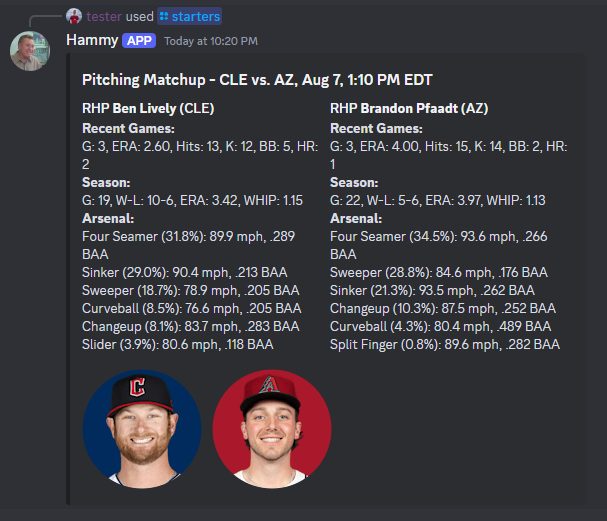 tester used starters
Hammy APP Today at 10:20 PM
Pitching Matchup - CLE vs. AZ, Aug 7, 1:10 PM EDT
RHP Ben Lively (CLE)
Recent Games:
G: 3, ERA: 2.60, Hits: 13, K: 12, BB: 5, HR:
2
Season:
G: 19, W-L: 10-6, ERA: 3.42, WHIP: 1.15
Arsenal:
Four Seamer (31.8%): 89.9 mph, .289
BAA
Sinker (29.0%): 90.4 mph, .213 BAA
Sweeper (18.7%): 78.9 mph, .205 BAA
Curveball (8.5%): 76.6 mph, .205 BAA
Changeup (8.1%): 83.7 mph, .283 BAA
Slider (3.9%): 80.6 mph, .118 BAA
RHP Brandon Pfaadt (AZ)
Recent Games:
G: 3, ERA: 4.00, Hits: 15, K: 14, BB: 2, HR:
1
Season:
G: 22, W-L: 5-6, ERA: 3.97, WHIP: 1.13
Arsenal:
Four Seamer (34.5%): 93.6 mph, .266
BAA
Sweeper (28.8%): 84.6 mph, .176 BAA
Sinker (21.3%): 93.5 mph, .262 BAA
Changeup (10.3%): 87.5 mph, .252 BAA
Curveball (4.3%): 80.4 mph, .489 BAA
Split Finger (0.8%): 89.6 mph, .282 BAA
C
A